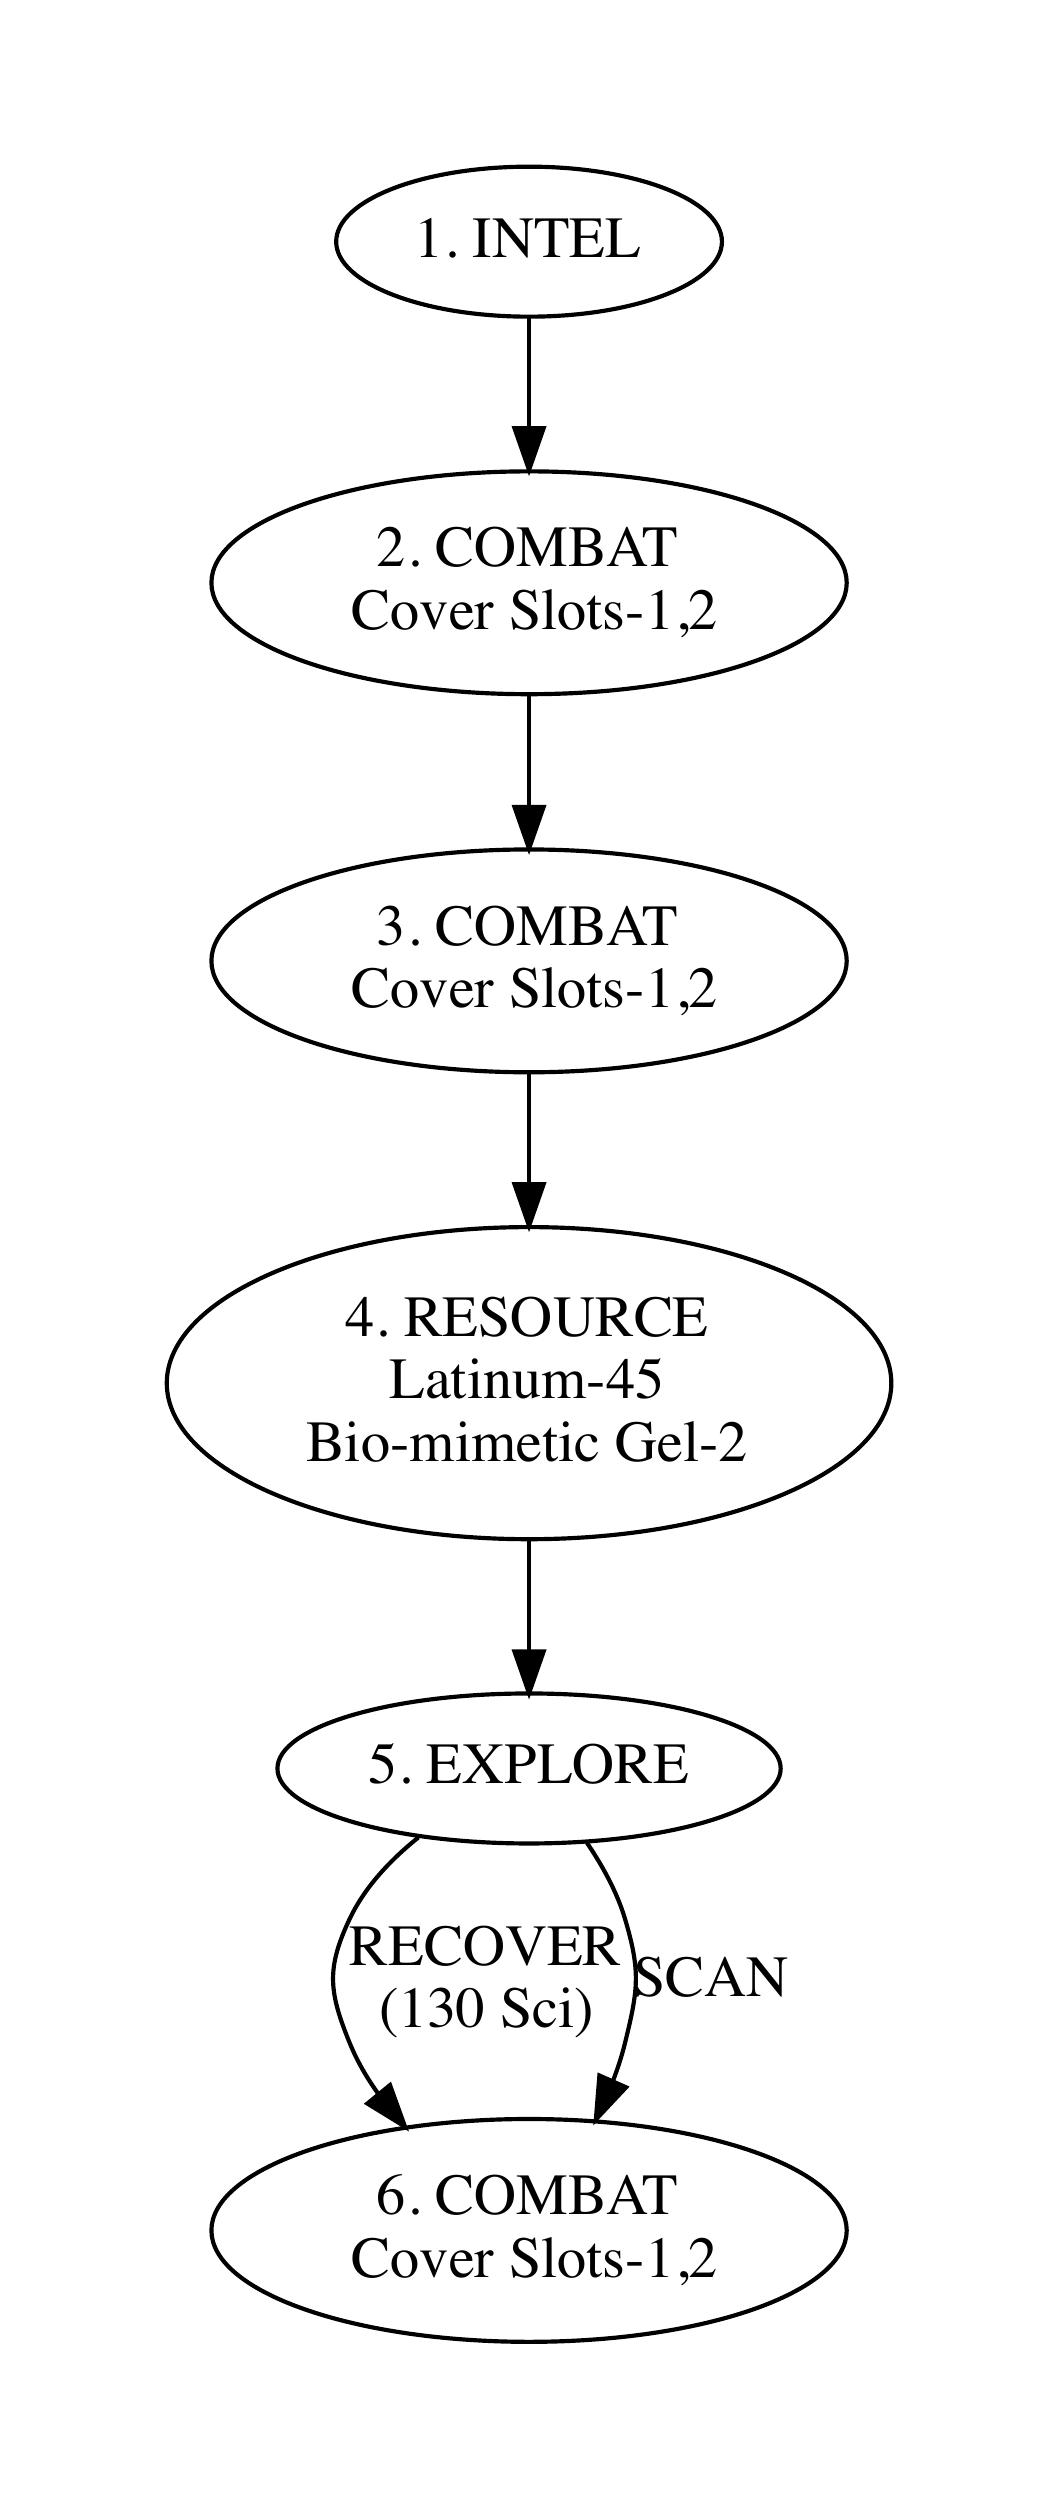 1. INTEL
2. COMBAT
Cover Slots-1,2
3. COMBAT
Cover Slots-1,2
4. RESOURCE
Latinum-45
Bio-mimetic Gel-2
5. EXPLORE
RECOVER
(130 Sci)
SCAN
6. COMBAT
Cover Slots-1,2